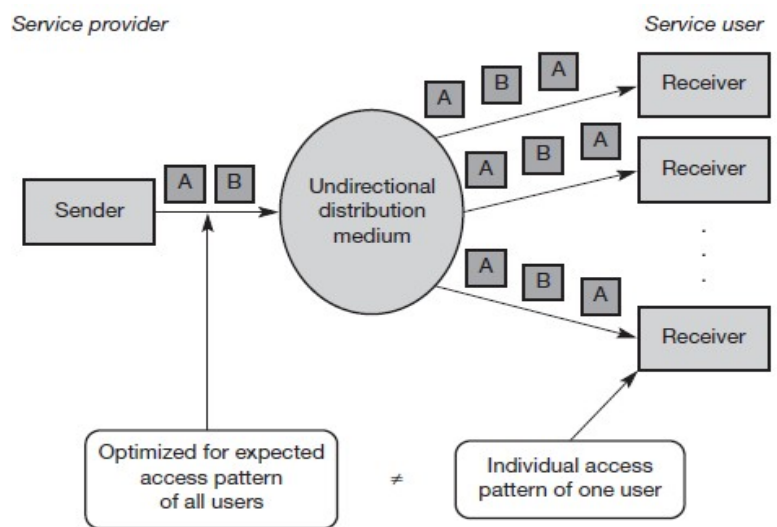 Service provider
Service user
A B A
Receiver
A B A
Receiver
A B
Sender
Undirectional
distribution
medium
.
.
.
A B A
Receiver
Optimized for expected
access pattern
of all users
≠
Individual access
pattern of one user